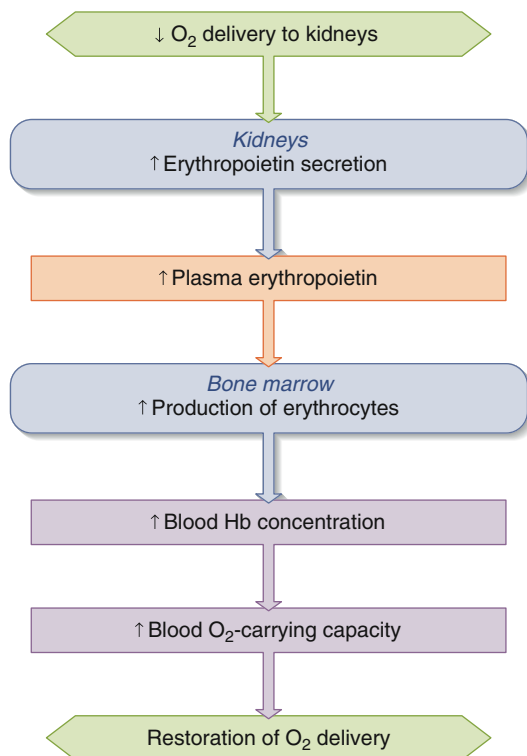 ↓ O₂ delivery to kidneys
Kidneys
↑ Erythropoietin secretion
↑ Plasma erythropoietin
Bone marrow
↑ Production of erythrocytes
↑ Blood Hb concentration
↑ Blood O₂-carrying capacity
Restoration of O₂ delivery